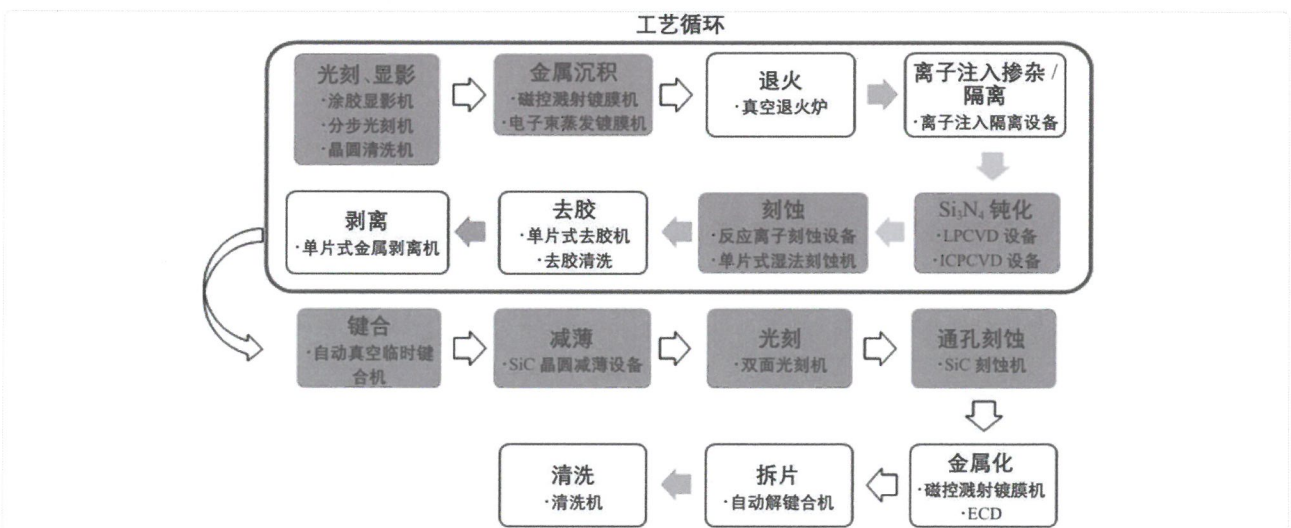 工艺循环
光刻、显影
·涂胶显影机
·分步光刻机
·晶圆清洗机
金属沉积
·磁控溅射镀膜机
·电子束蒸发镀膜机
退火
·真空退火炉
离子注入掺杂/
隔离
·离子注入隔离设备
Si₃N₄ 钝化
·LPCVD 设备
·ICPCVD 设备
刻蚀
·反应离子刻蚀设备
·单片式湿法刻蚀机
去胶
·单片式去胶机
·去胶清洗
剥离
·单片式金属剥离机
键合
·自动真空临时键
合机
减薄
·SiC 晶圆减薄设备
光刻
·双面光刻机
通孔刻蚀
·SiC 刻蚀机
金属化
·磁控溅射镀膜机
·ECD
拆片
·自动解键合机
清洗
·清洗机